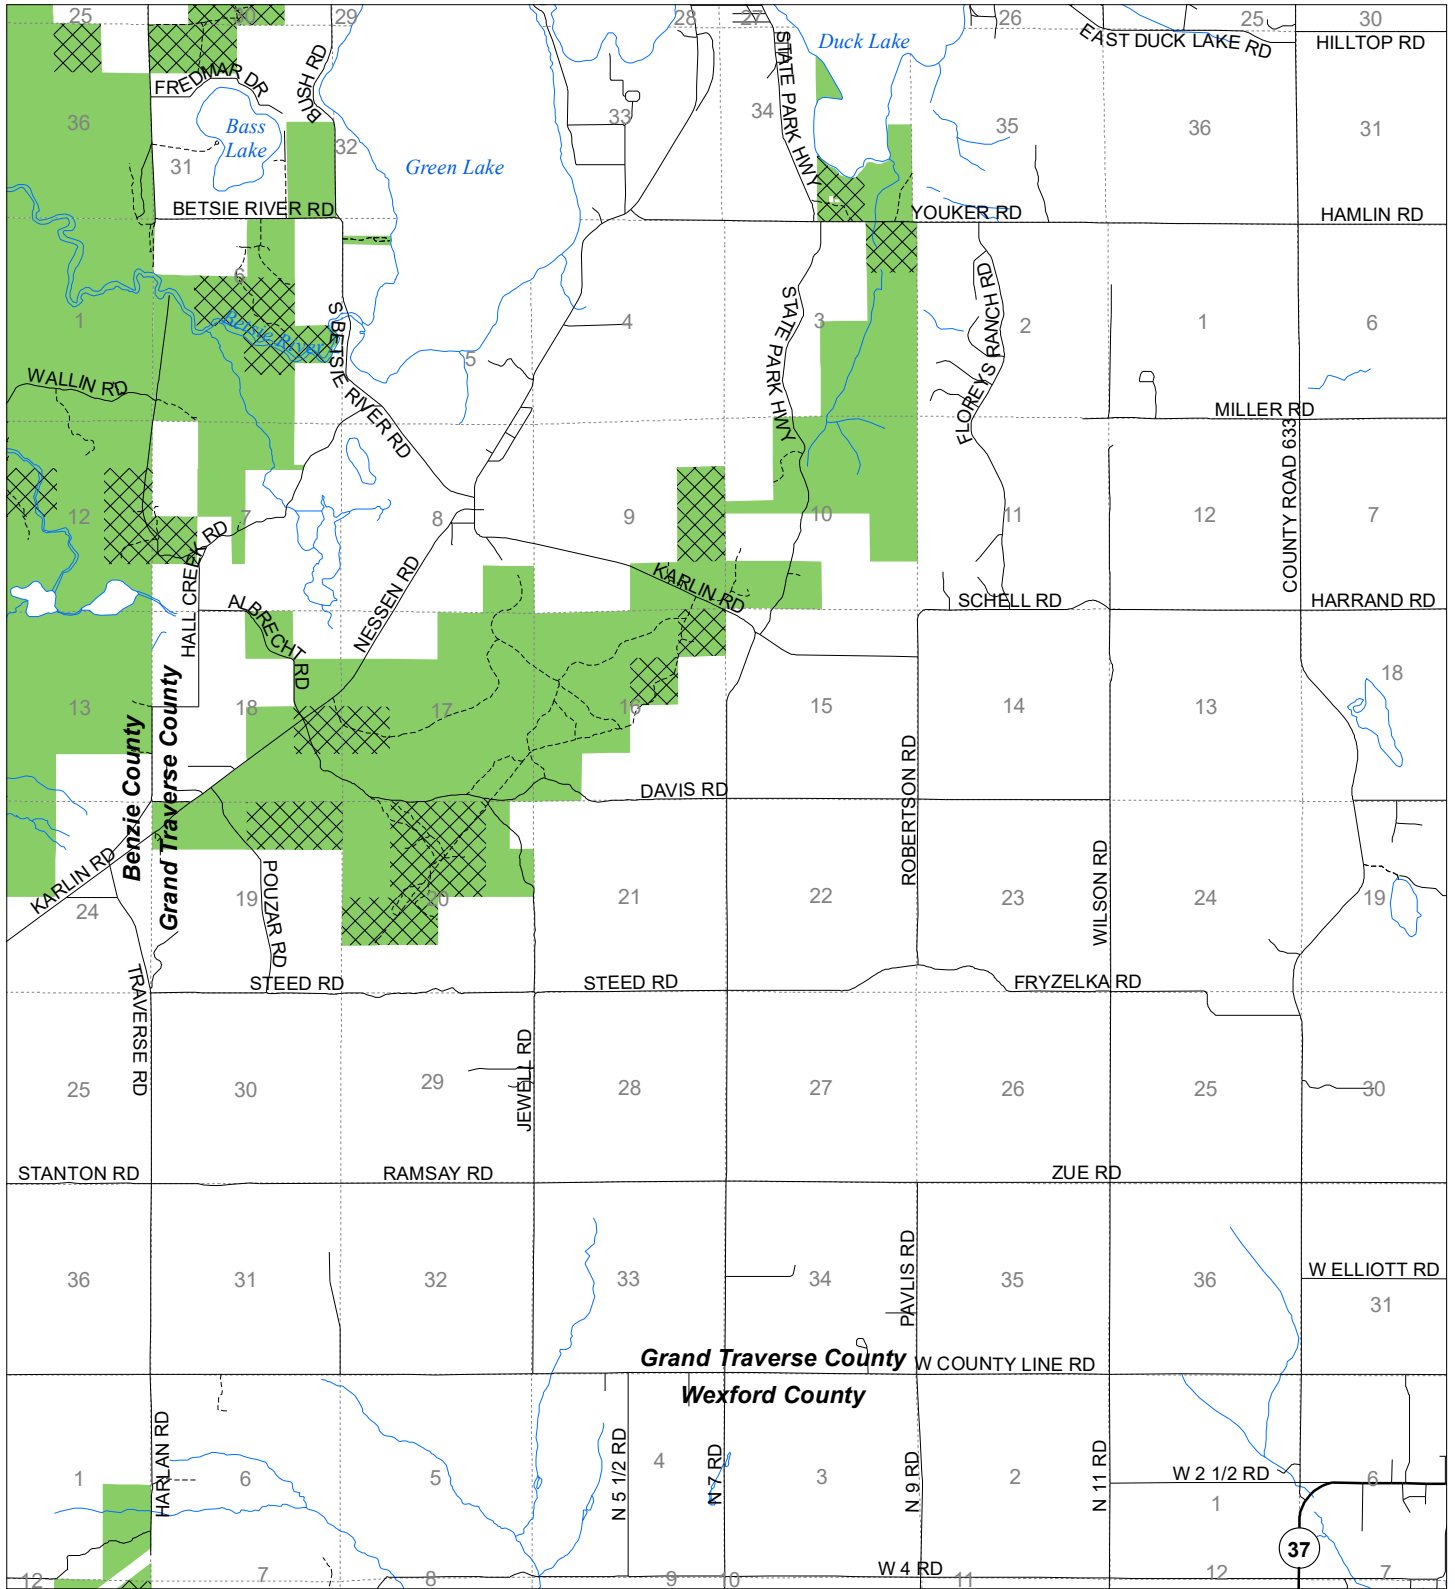 25
30
29
28
27
26
25
30
Duck Lake
EAST DUCK LAKE RD
HILLTOP RD
FREDMAR DR
BUSH RD
STATE PARK HWY
36
31
Bass
Lake
32
Green Lake
33
34
35
36
31
BETSIE RIVER RD
YOUKER RD
HAMLIN RD
1
6
Betsie River
S BETSIE RIVER RD
5
4
STATE PARK HWY
3
FLOREYS RANCH RD
2
1
6
WALLIN RD
MILLER RD
COUNTY ROAD 633
12
7
8
9
10
11
12
7
HALL CREEK RD
ALBRECHT RD
NESSEN RD
KARLIN RD
SCHELL RD
HARRAND RD
13
18
17
16
15
14
13
18
Benzie County
Grand Traverse County
DAVIS RD
ROBERTSON RD
WILSON RD
KARLIN RD
24
19
POUZAR RD
20
21
22
23
24
19
TRAVERSE RD
STEED RD
STEED RD
FRYZELKA RD
25
30
29
JEWELL RD
28
27
26
25
30
STANTON RD
RAMSAY RD
ZUE RD
36
31
32
33
34
PAVLIS RD
35
36
W ELLIOTT RD
31
Grand Traverse County
W COUNTY LINE RD
Wexford County
1
HARLAN RD
6
5
N 5 1/2 RD
4
N 7 RD
3
N 9 RD
2
N 11 RD
W 2 1/2 RD
1
6
37
12
7
8
9
10
W 4 RD
11
12
7